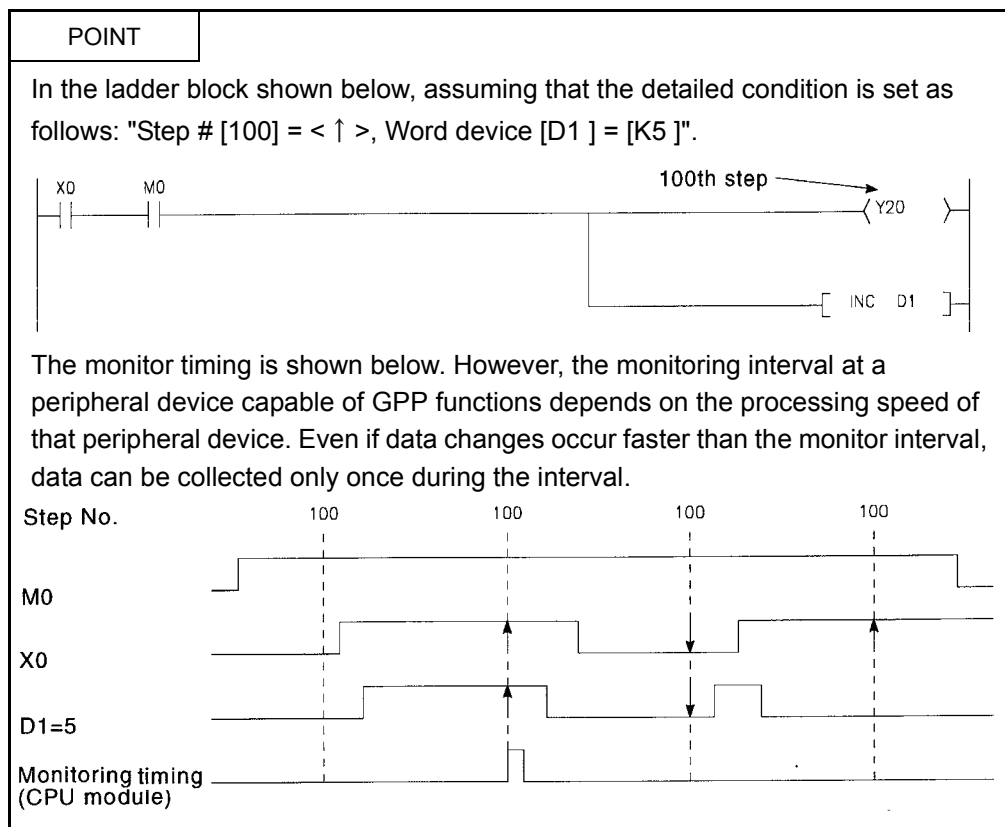 POINT
In the ladder block shown below, assuming that the detailed condition is set as
follows: "Step # [100] = < ↑ >, Word device [D1 ] = [K5 ]".
100th step
X0 M0 Y20
INC D1
The monitor timing is shown below. However, the monitoring interval at a
peripheral device capable of GPP functions depends on the processing speed of
that peripheral device. Even if data changes occur faster than the monitor interval,
data can be collected only once during the interval.
Step No. 100 100 100 100
M0
X0
D1=5
Monitoring timing
(CPU module)